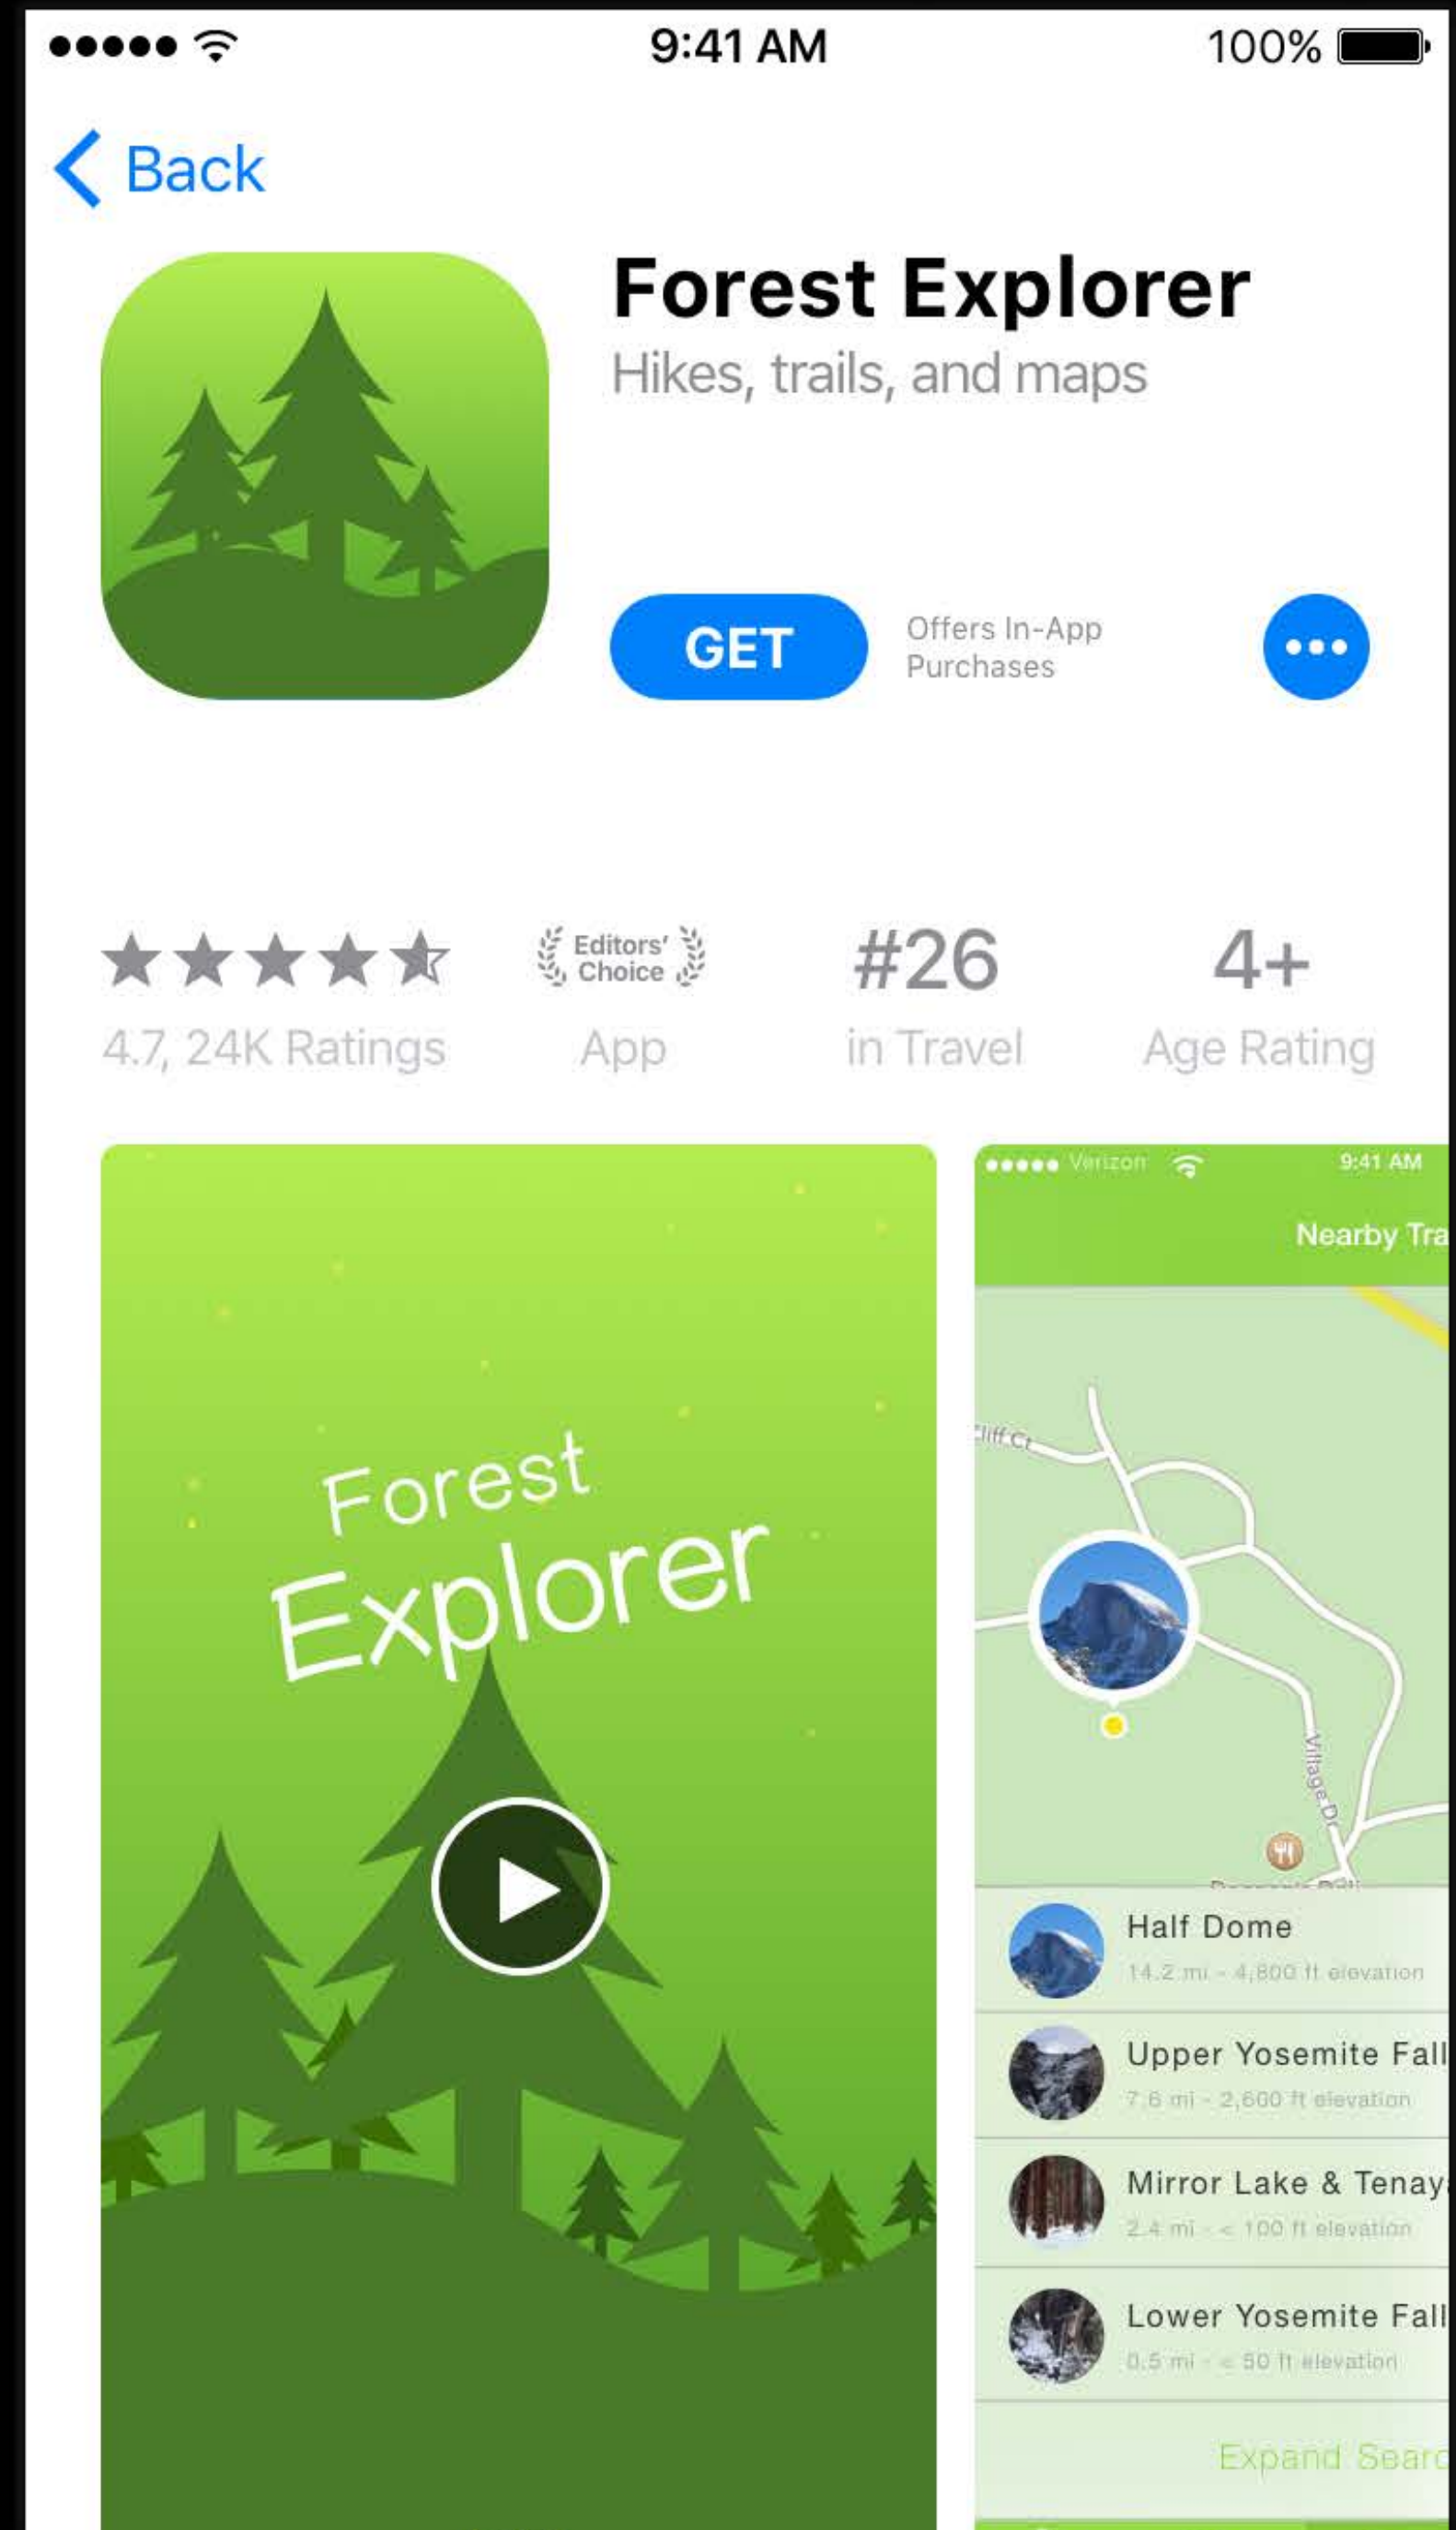 9:41 AM
100%
Back
Forest Explorer
Hikes, trails, and maps
GET
Offers In-App
Purchases
4.7, 24K Ratings
Editors'
Choice
App
#26
in Travel
4+
Age Rating
Forest
Explorer
Verizon
9:41 AM
Nearby Tra
Cliff Ct
Village Dr
Half Dome
14.2 mi - 4,800 ft elevation
Upper Yosemite Fall
7.6 mi - 2,600 ft elevation
Mirror Lake & Tenaya
2.4 mi - < 100 ft elevation
Lower Yosemite Fall
0.5 mi - < 50 ft elevation
Expand Searc